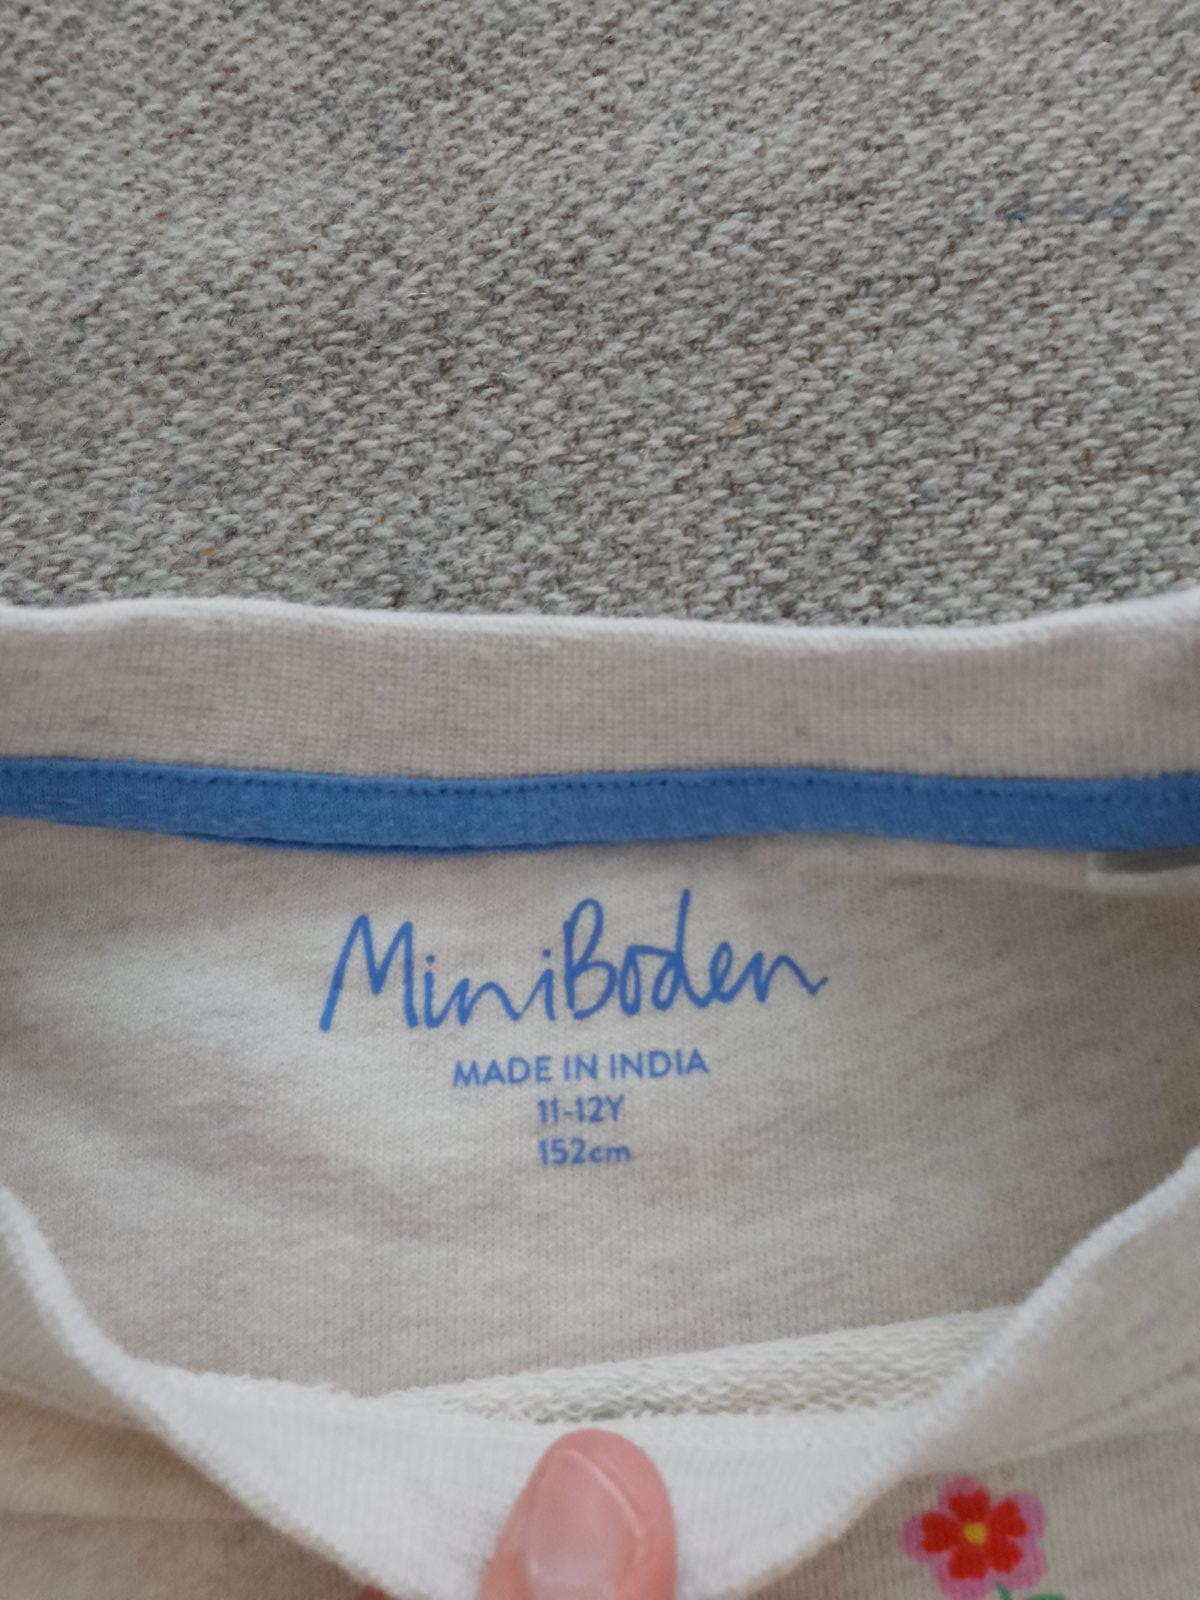 MiniBoden
MADE IN INDIA
11-12Y
152cm